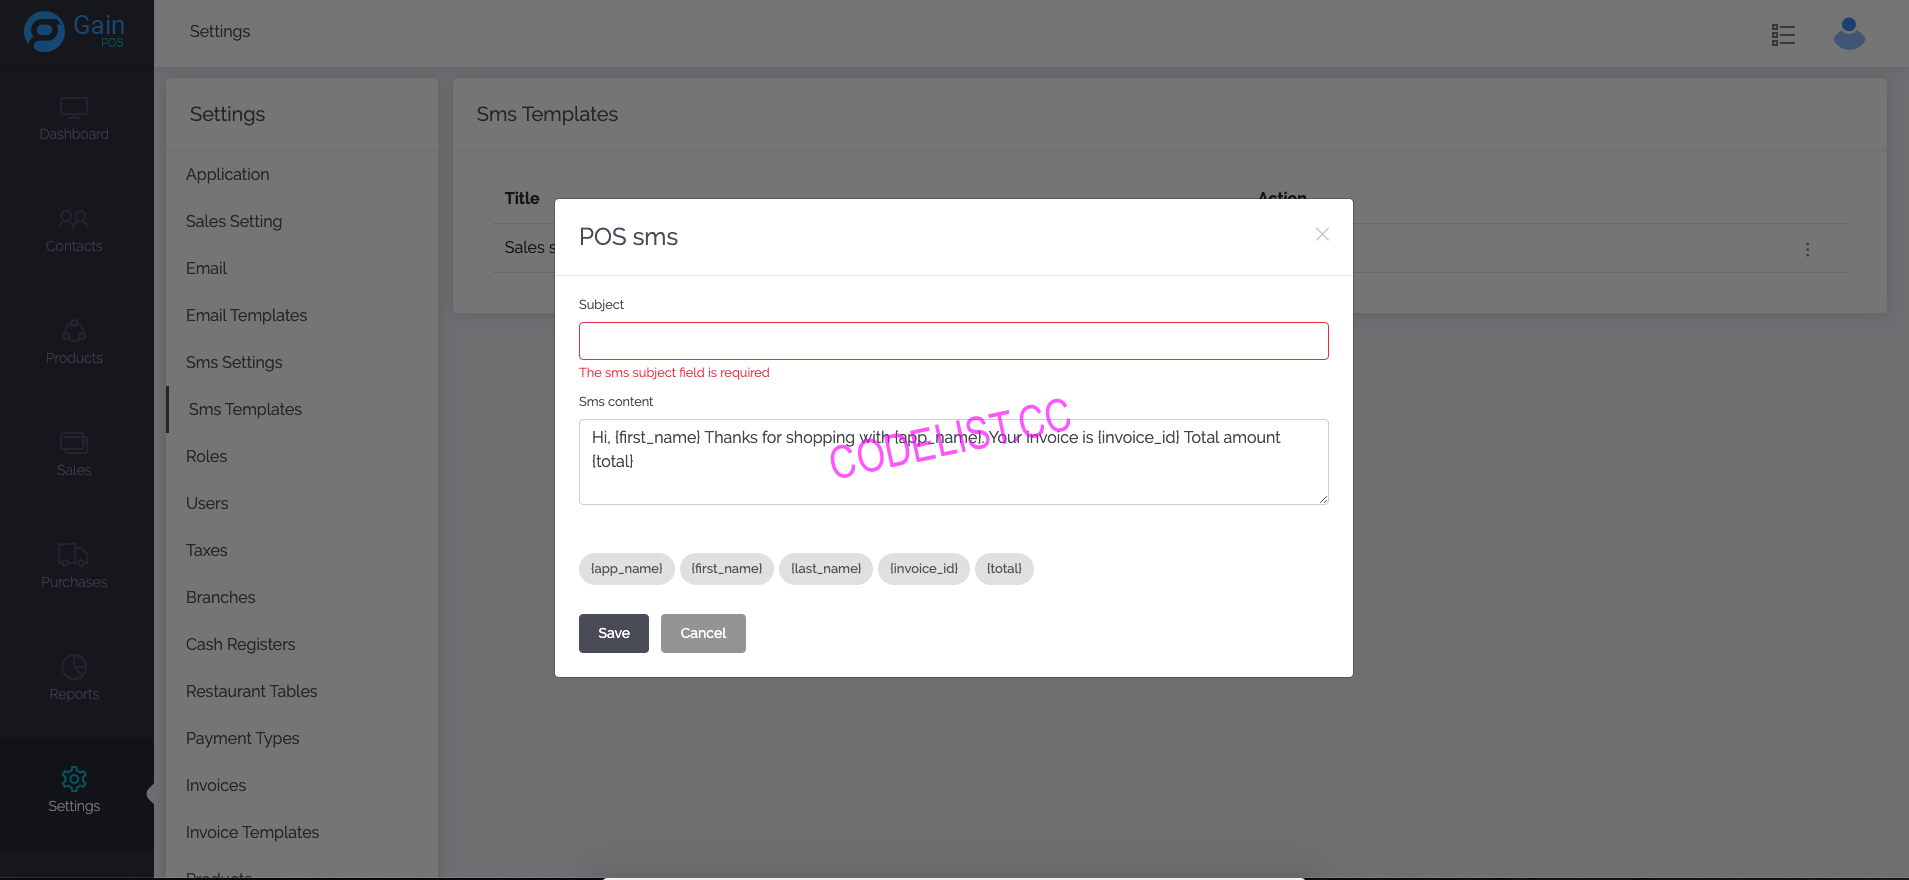 Gain
POS
Settings
Dashboard
Contacts
Products
Sales
Purchases
Reports
Settings
Settings
Application
Sales Setting
Email
Email Templates
Sms Settings
Sms Templates
Roles
Users
Taxes
Branches
Cash Registers
Restaurant Tables
Payment Types
Invoices
Invoice Templates
Products
Sms Templates
Title Action
Sales s
POS sms
Subject
The sms subject field is required
Sms content
Hi, {first_name} Thanks for shopping with {app_name}. Your invoice is {invoice_id} Total amount
{total}
CODELIST.CC
{app_name} {first_name} {last_name} {invoice_id} {total}
Save Cancel